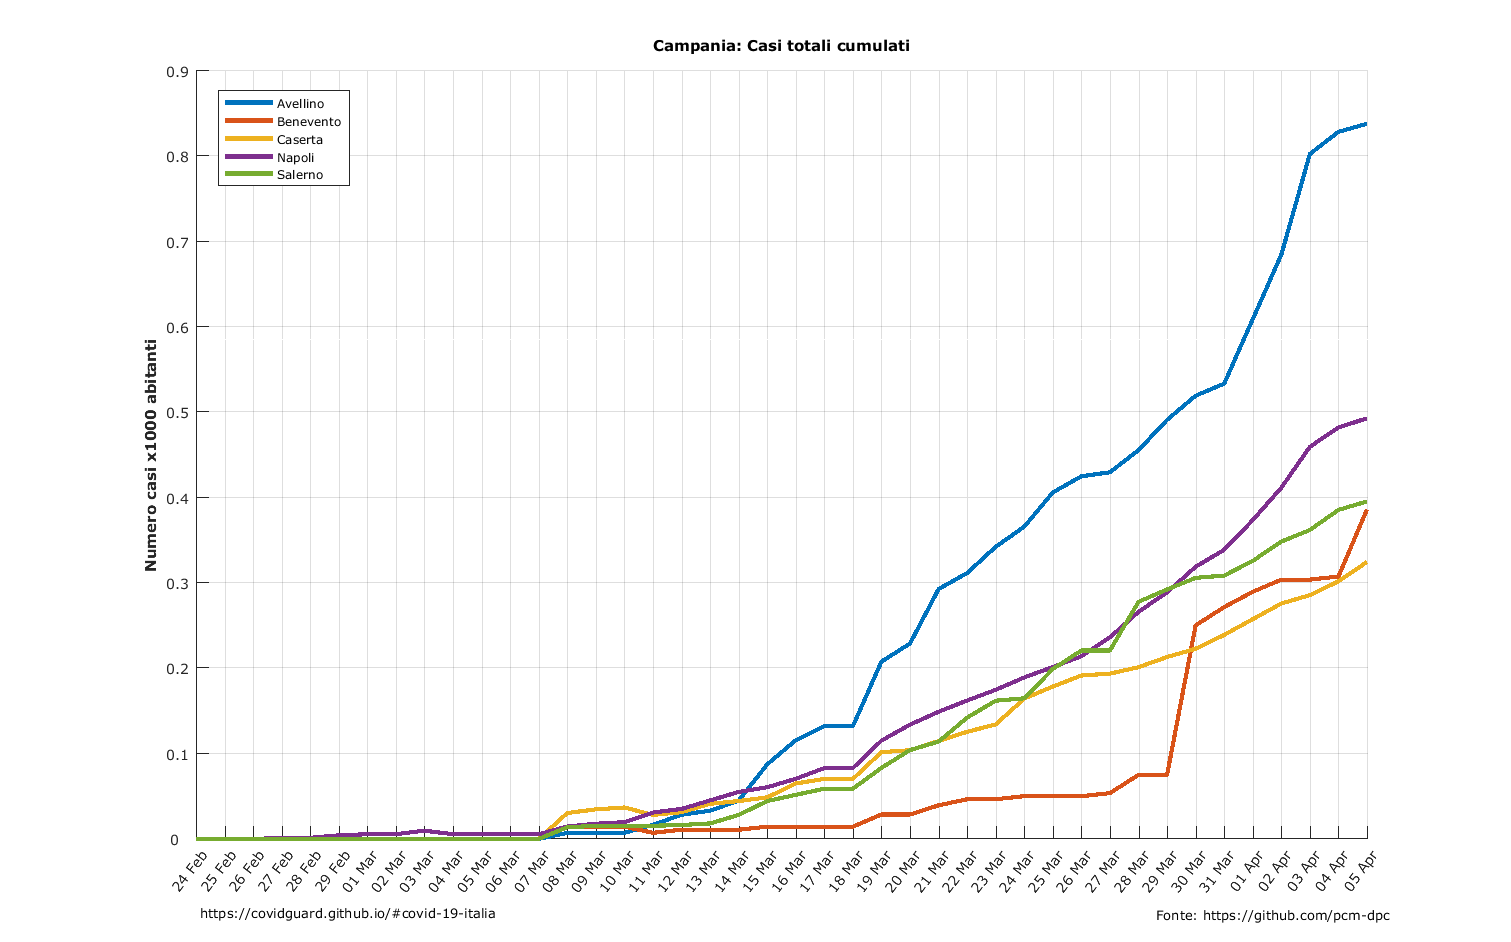 Campania: Casi totali cumulati
0.9
0.8
0.7
0.6
0.5
0.4
0.3
0.2
0.1
0
Numero casi x1000 abitanti
Avellino
Benevento
Caserta
Napoli
Salerno
24 Feb
25 Feb
26 Feb
27 Feb
28 Feb
29 Feb
01 Mar
02 Mar
03 Mar
04 Mar
05 Mar
06 Mar
07 Mar
08 Mar
09 Mar
10 Mar
11 Mar
12 Mar
13 Mar
14 Mar
15 Mar
16 Mar
17 Mar
18 Mar
19 Mar
20 Mar
21 Mar
22 Mar
23 Mar
24 Mar
25 Mar
26 Mar
27 Mar
28 Mar
29 Mar
30 Mar
31 Mar
01 Apr
02 Apr
03 Apr
04 Apr
05 Apr
https://covidguard.github.io/#covid-19-italia
Fonte: https://github.com/pcm-dpc